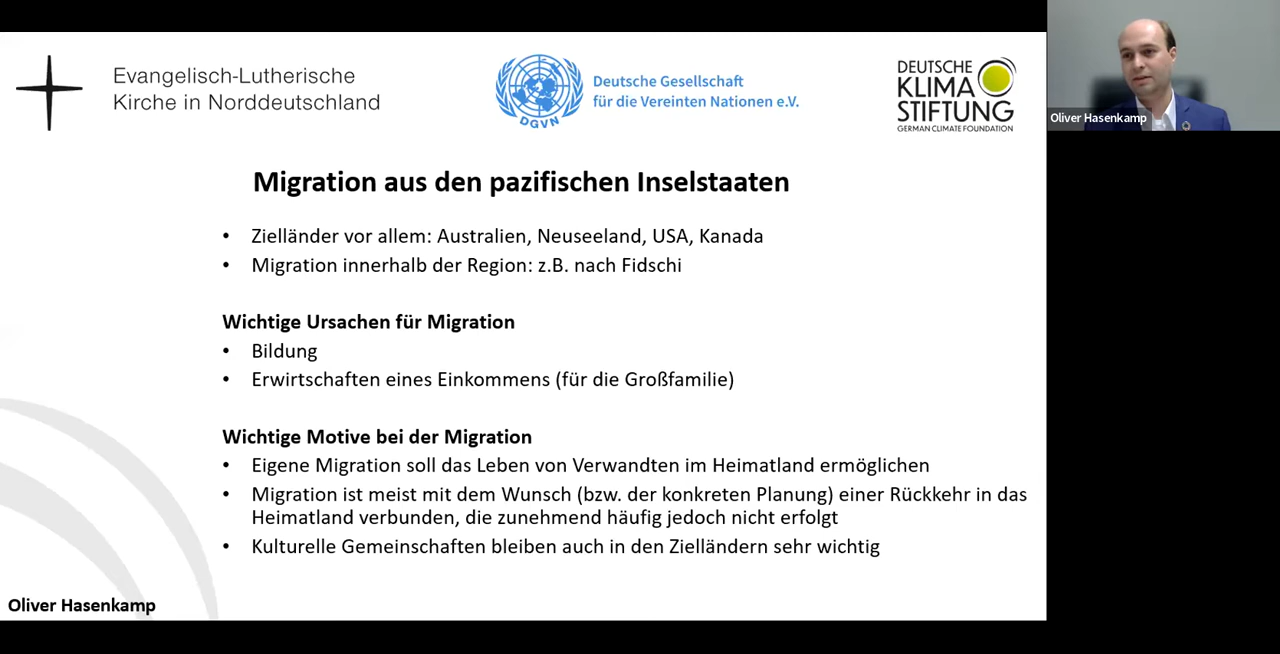 Evangelisch-Lutherische
Kirche in Norddeutschland
DGVN
Deutsche Gesellschaft
für die Vereinten Nationen e.V.
DEUTSCHE
KLIMA
STIFTUNG
GERMAN CLIMATE FOUNDATION
Oliver Hasenkamp
Migration aus den pazifischen Inselstaaten
• Zielländer vor allem: Australien, Neuseeland, USA, Kanada
• Migration innerhalb der Region: z.B. nach Fidschi
Wichtige Ursachen für Migration
• Bildung
• Erwirtschaften eines Einkommens (für die Großfamilie)
Wichtige Motive bei der Migration
• Eigene Migration soll das Leben von Verwandten im Heimatland ermöglichen
• Migration ist meist mit dem Wunsch (bzw. der konkreten Planung) einer Rückkehr in das
Heimatland verbunden, die zunehmend häufig jedoch nicht erfolgt
• Kulturelle Gemeinschaften bleiben auch in den Zielländern sehr wichtig
Oliver Hasenkamp